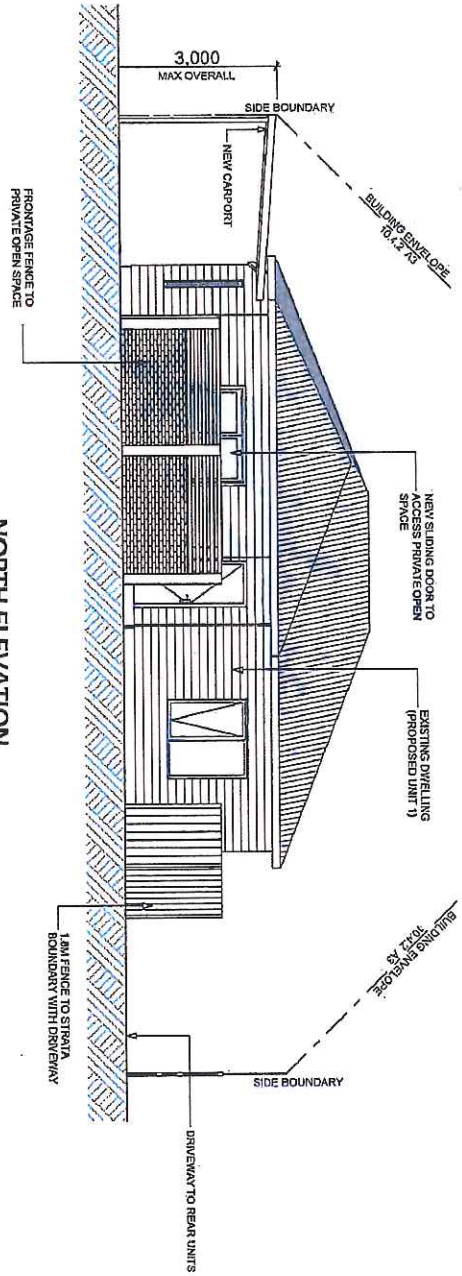 3,000
MAX OVERALL
SIDE BOUNDARY
BUILDING ENVELOPE
10.4.2 A3
NEW CARPORT
NEW SLIDING DOOR TO
ACCESS PRIVATE OPEN
SPACE
EXISTING DWELLING
(PROPOSED UNIT 1)
BUILDING ENVELOPE
10.4.2 A3
SIDE BOUNDARY
FRONTAGE FENCE TO
PRIVATE OPEN SPACE
1.8M FENCE TO STRATA
BOUNDARY WITH DRIVEWAY
DRIVEWAY TO REAR UNITS
NORTH ELEVATION